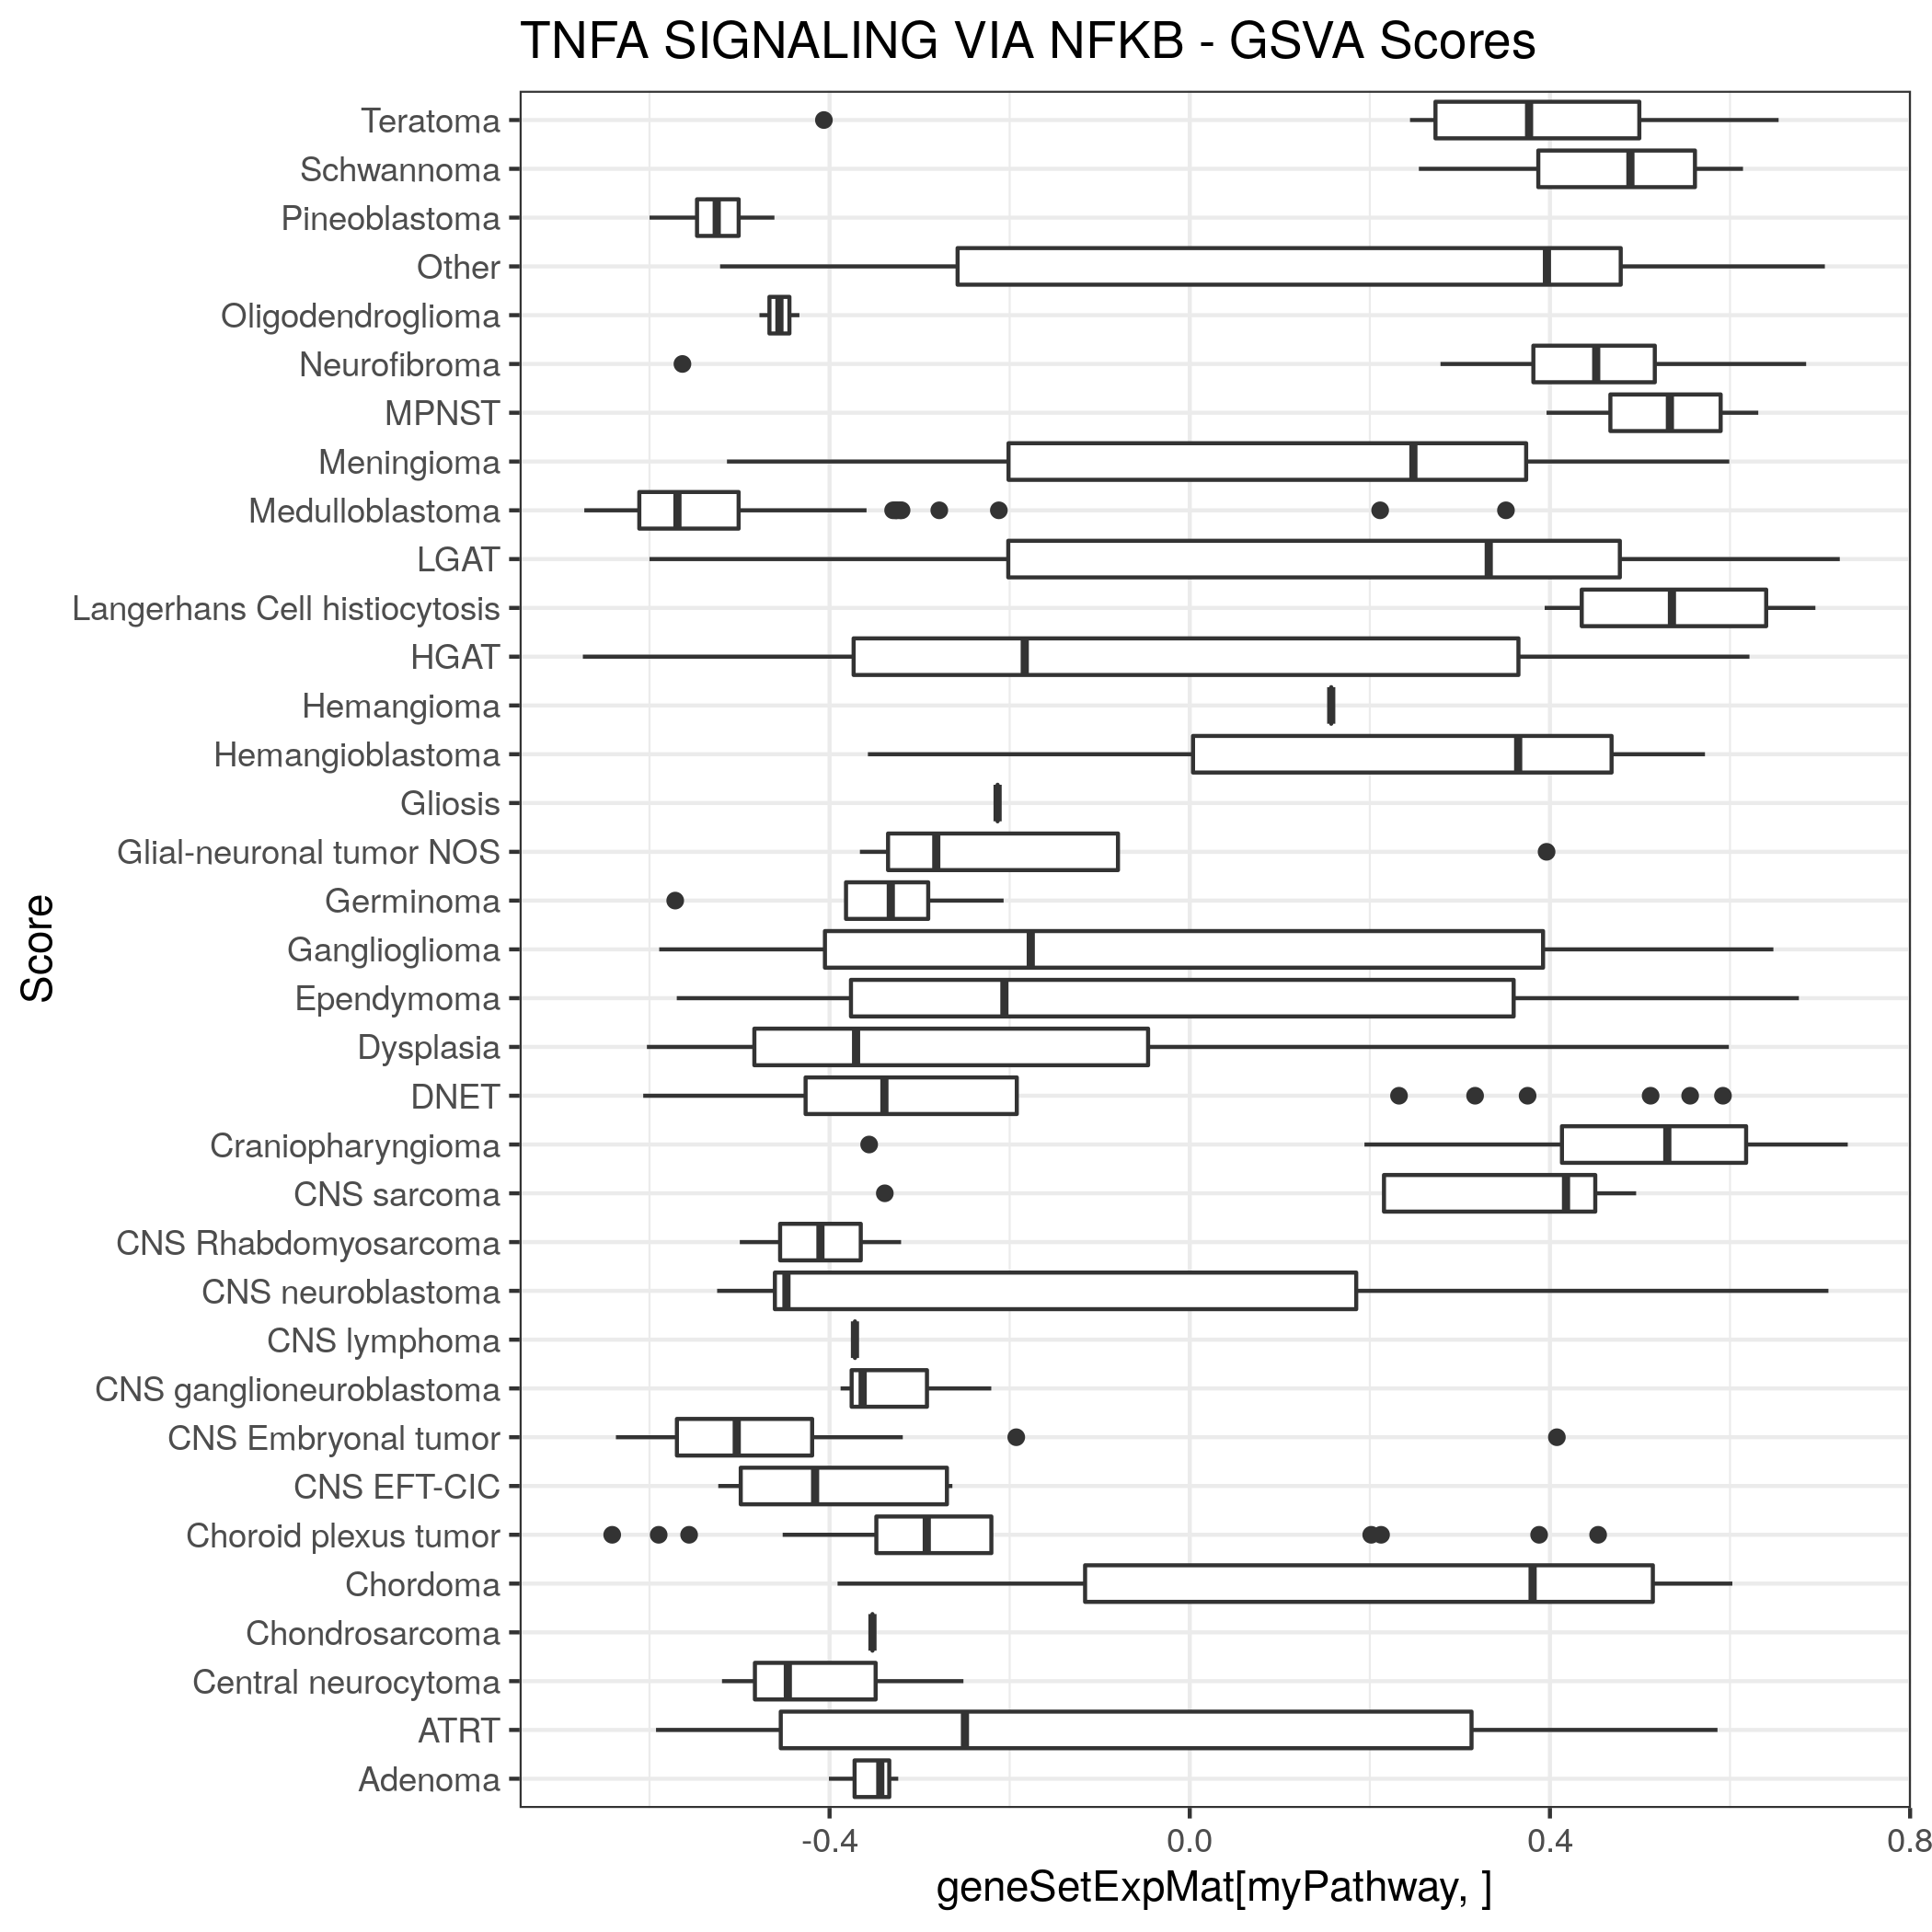 TNFA SIGNALING VIA NFKB - GSVA Scores
Teratoma
Schwannoma
Pineoblastoma
Other
Oligodendroglioma
Neurofibroma
MPNST
Meningioma
Medulloblastoma
LGAT
Langerhans Cell histiocytosis
HGAT
Hemangioma
Hemangioblastoma
Gliosis
Glial-neuronal tumor NOS
Germinoma
Ganglioglioma
Ependymoma
Dysplasia
DNET
Craniopharyngioma
CNS sarcoma
CNS Rhabdomyosarcoma
CNS neuroblastoma
CNS lymphoma
CNS ganglioneuroblastoma
CNS Embryonal tumor
CNS EFT-CIC
Choroid plexus tumor
Chordoma
Chondrosarcoma
Central neurocytoma
ATRT
Adenoma
Score
-0.4 0.0 0.4 0.8
geneSetExpMat[myPathway, ]